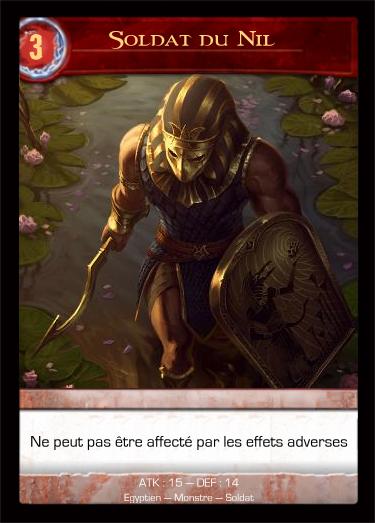 3
Soldat du Nil
Ne peut pas être affecté par les effets adverses
ATK : 15 — DEF : 14
Egyptien — Monstre — Soldat